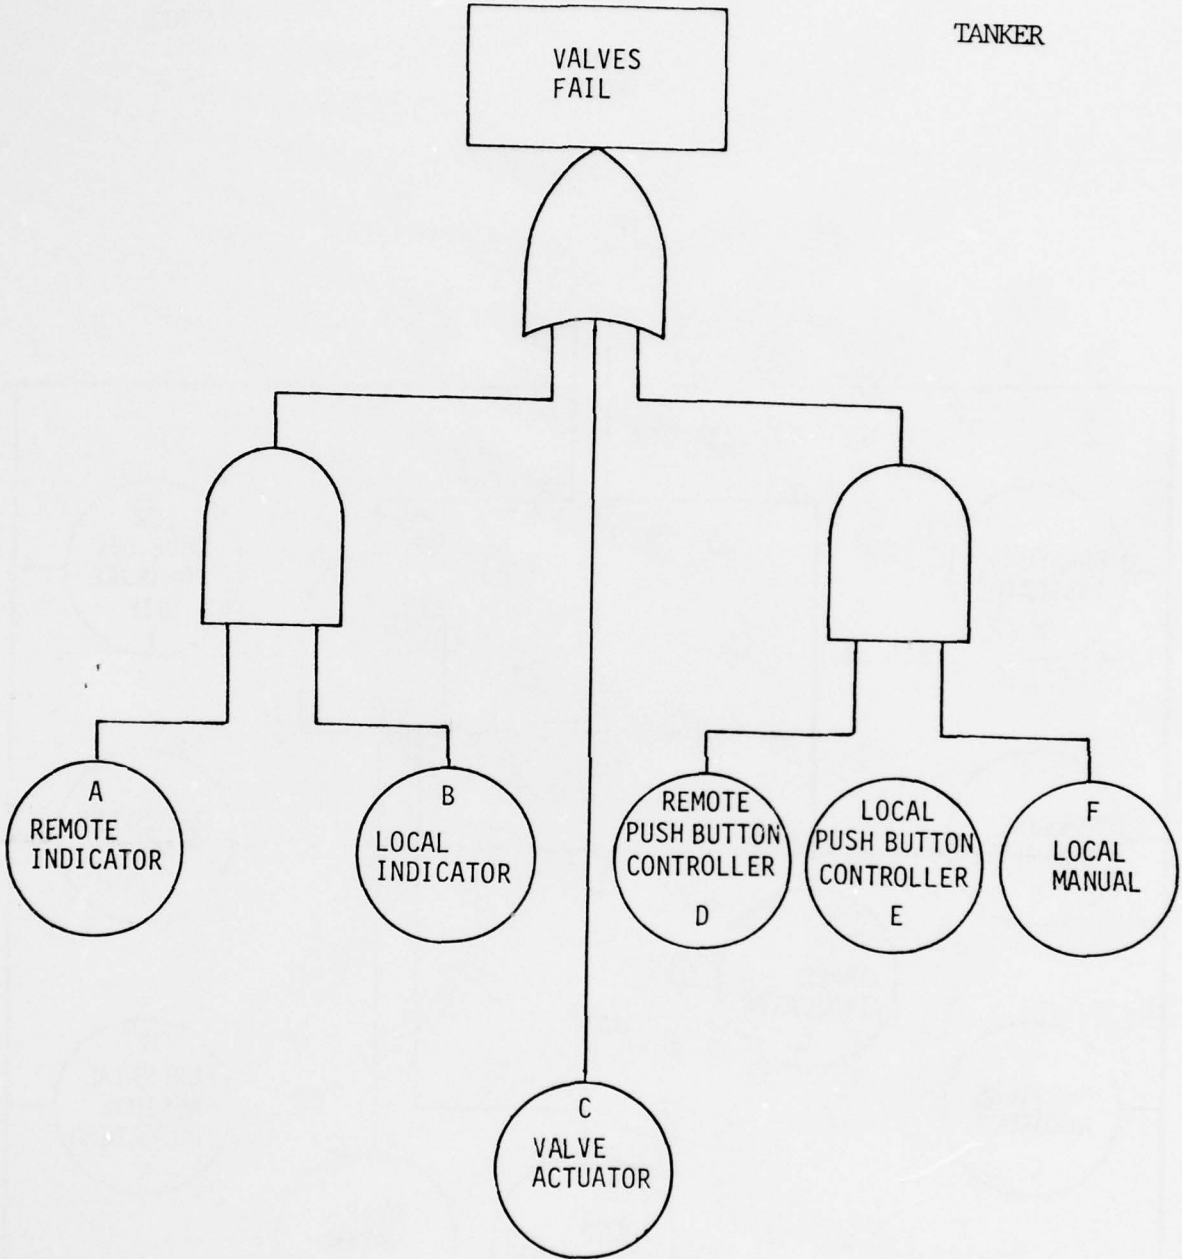 TANKER
VALVES
FAIL
A
REMOTE
INDICATOR
B
LOCAL
INDICATOR
REMOTE
PUSH BUTTON
CONTROLLER
D
LOCAL
PUSH BUTTON
CONTROLLER
E
F
LOCAL
MANUAL
C
VALVE
ACTUATOR